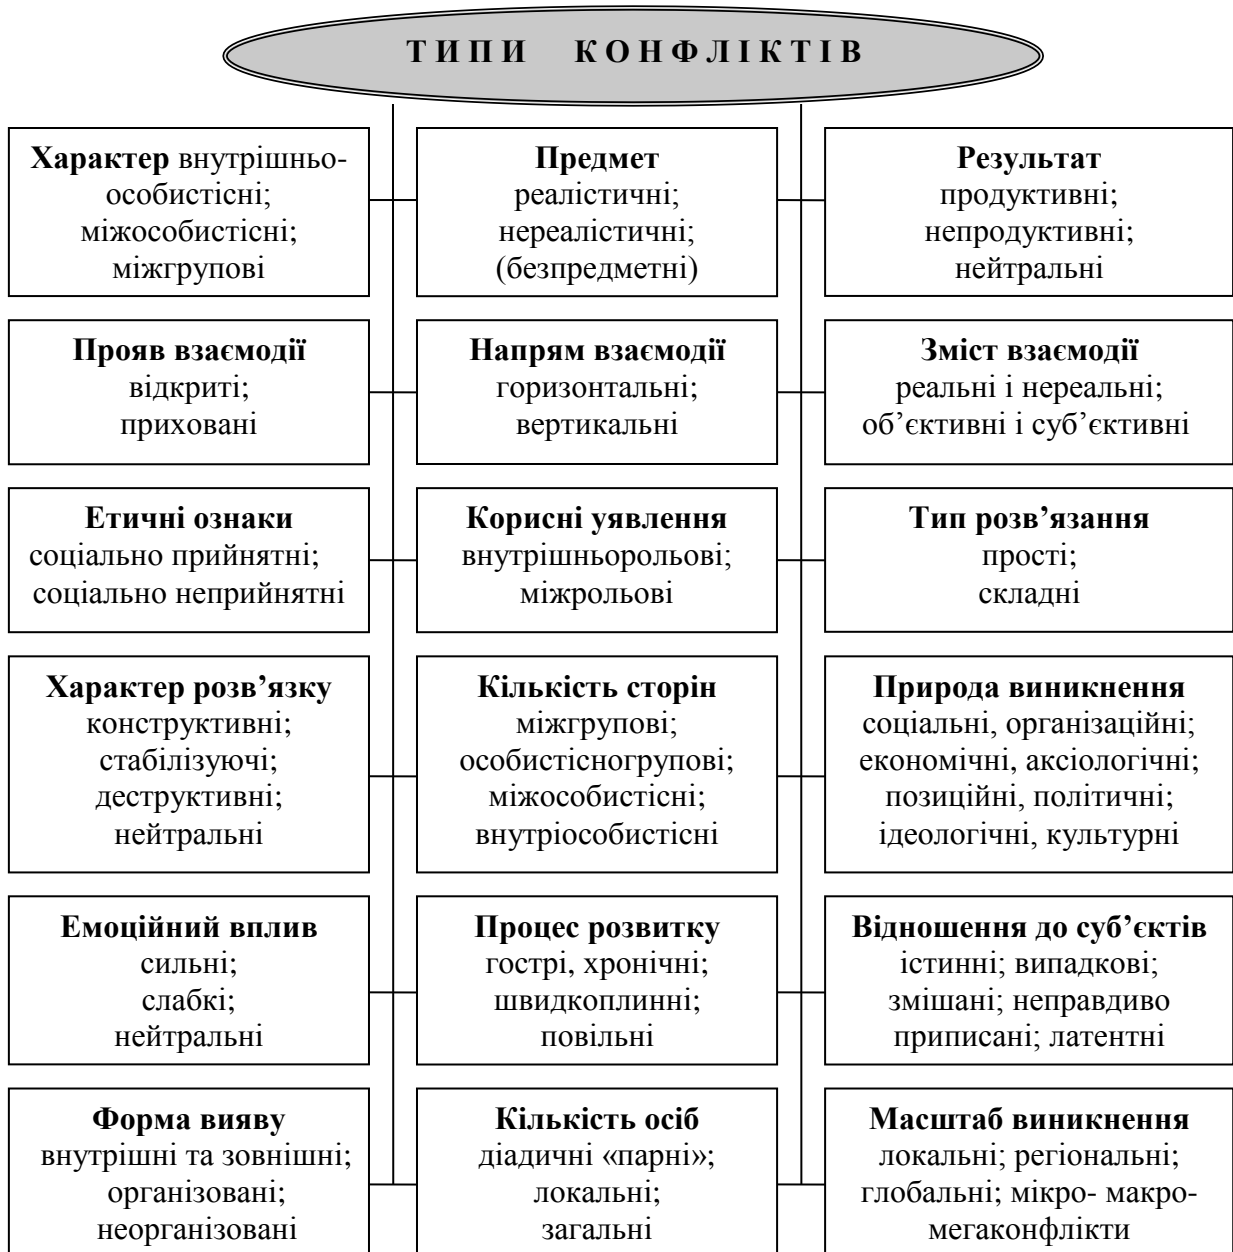 ТИПИ КОНФЛІКТІВ
Характер внутрішньо-
особистісні;
міжособистісні;
міжгрупові
Предмет
реалістичні;
нереалістичні;
(безпредметні)
Результат
продуктивні;
непродуктивні;
нейтральні
Прояв взаємодії
відкриті;
приховані
Напрям взаємодії
горизонтальні;
вертикальні
Зміст взаємодії
реальні і нереальні;
об’єктивні і суб’єктивні
Етичні ознаки
соціально прийнятні;
соціально неприйнятні
Корисні уявлення
внутрішньорольові;
міжрольові
Тип розв’язання
прості;
складні
Характер розв’язку
конструктивні;
стабілізуючі;
деструктивні;
нейтральні
Кількість сторін
міжгрупові;
особистісногрупові;
міжособистісні;
внутріособистісні
Природа виникнення
соціальні, організаційні;
економічні, аксіологічні;
позиційні, політичні;
ідеологічні, культурні
Емоційний вплив
сильні;
слабкі;
нейтральні
Процес розвитку
гострі, хронічні;
швидкоплинні;
повільні
Відношення до суб’єктів
істинні; випадкові;
змішані; неправдиво
приписані; латентні
Форма вияву
внутрішні та зовнішні;
організовані;
неорганізовані
Кількість осіб
діадичні «парні»;
локальні;
загальні
Масштаб виникнення
локальні; регіональні;
глобальні; мікро- макро-
мегаконфлікти